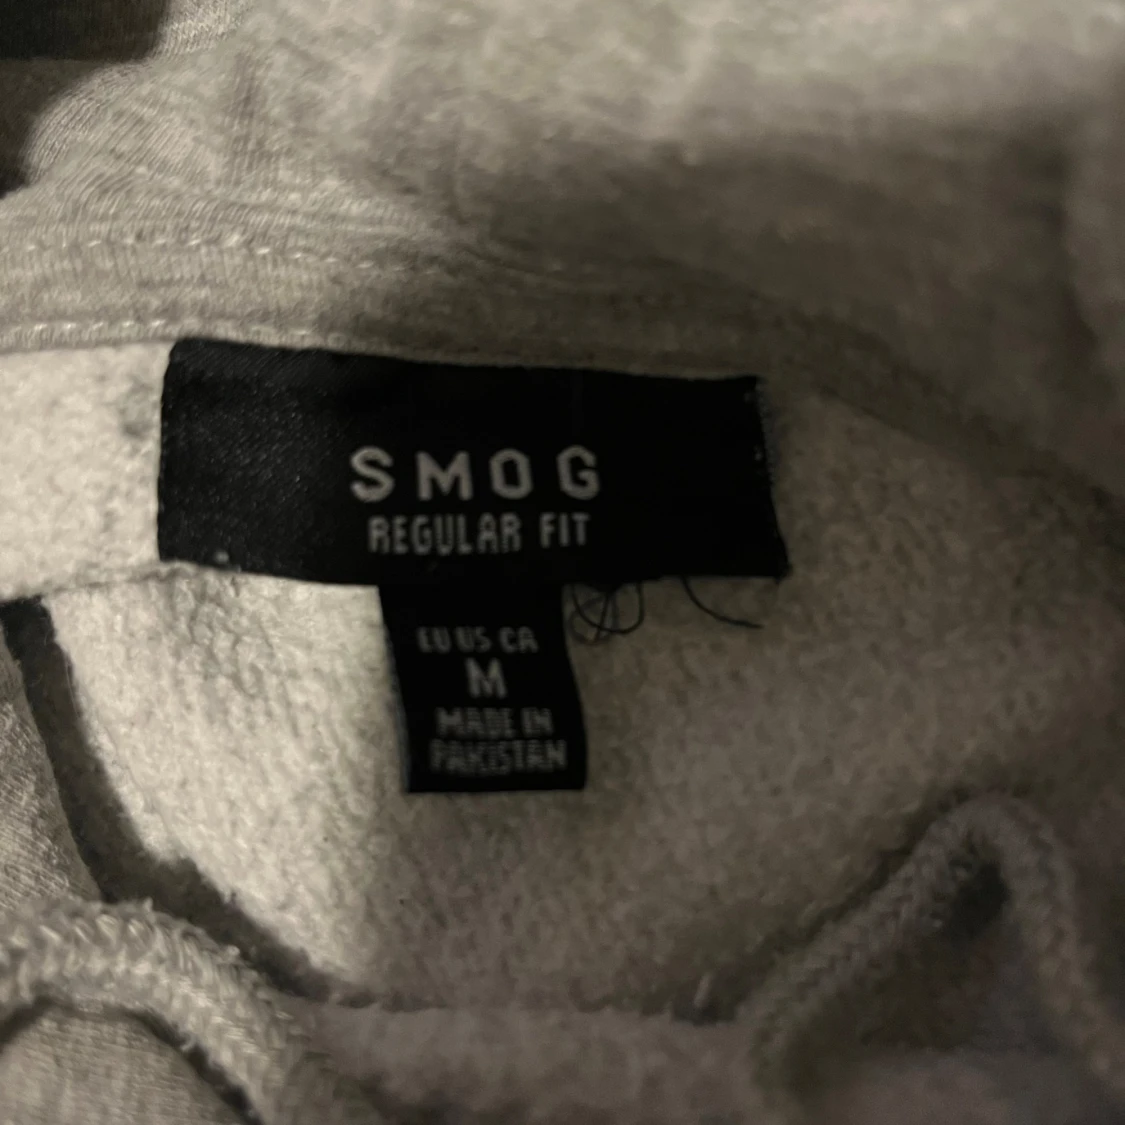 SMOG
REGULAR FIT
EU US CA
M
MADE IN
PAKISTAN